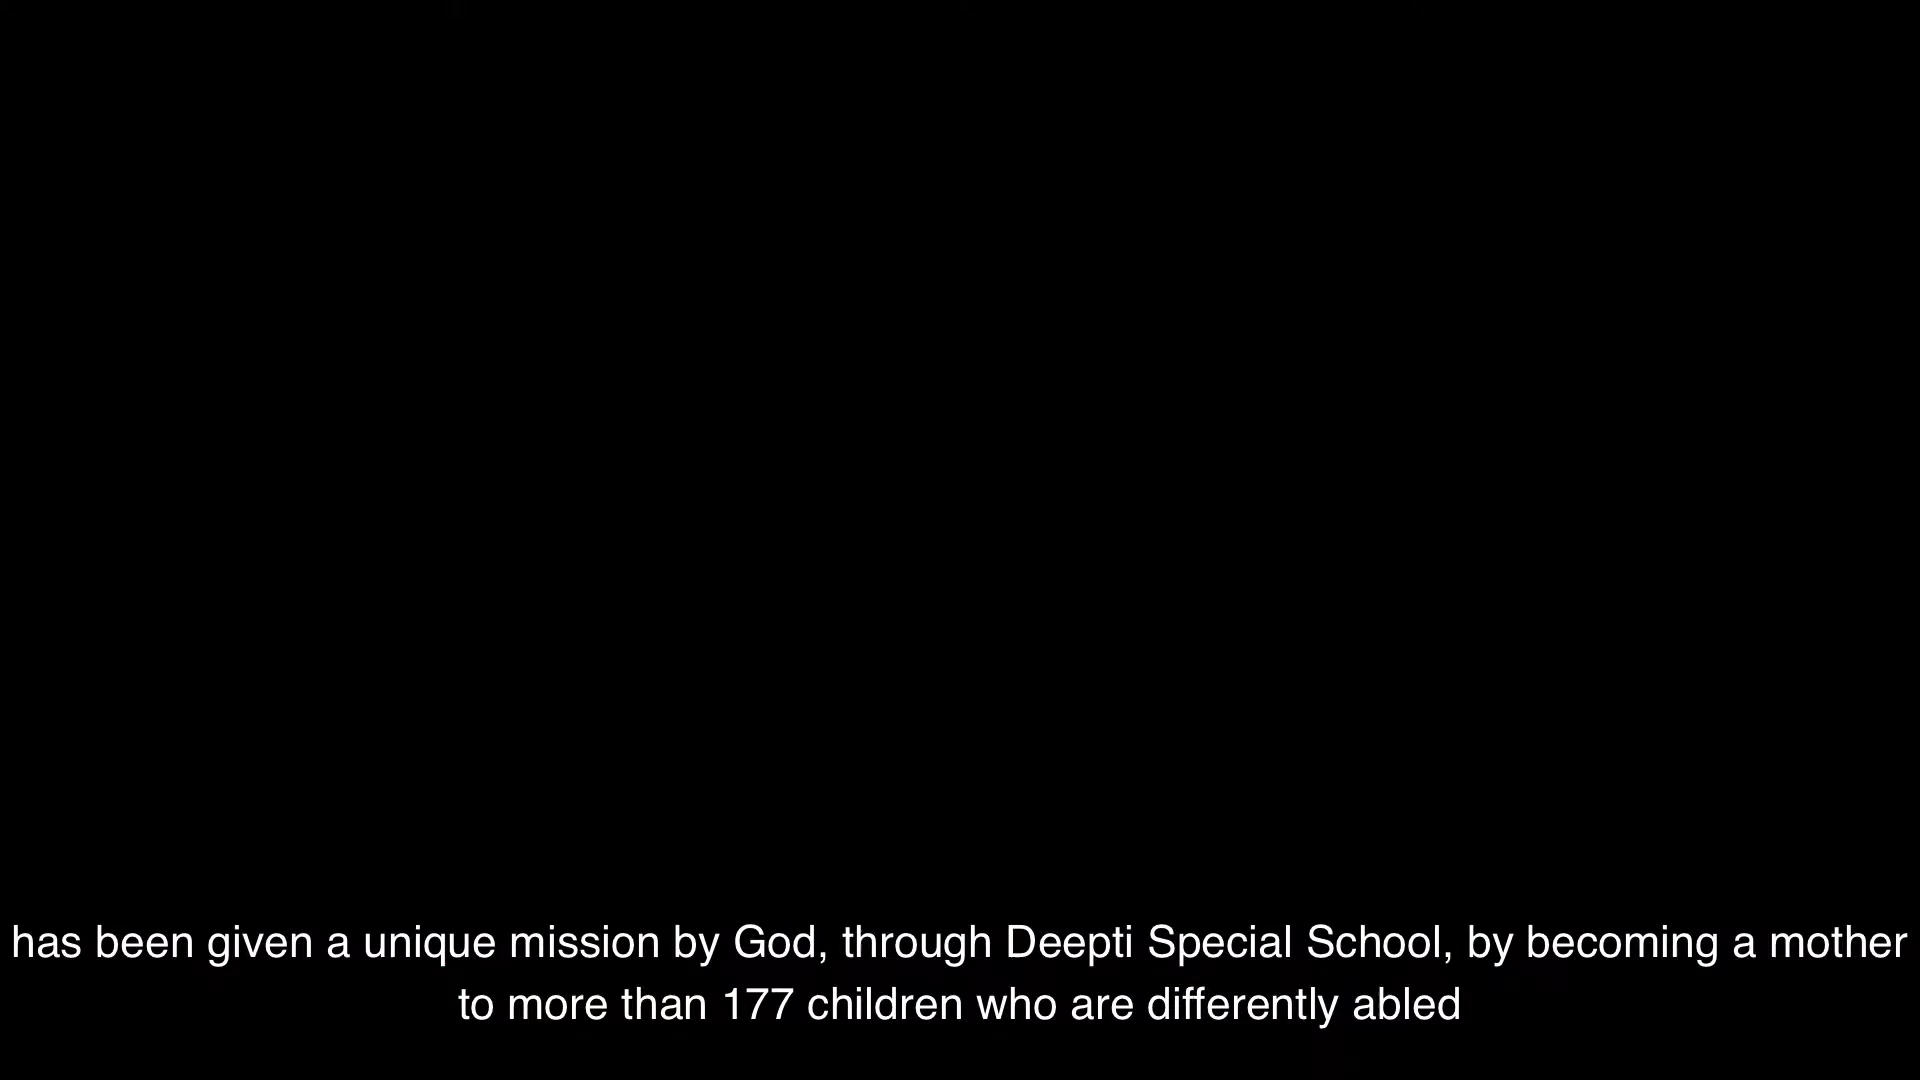 has been given a unique mission by God, through Deepti Special School, by becoming a mother
to more than 177 children who are differently abled